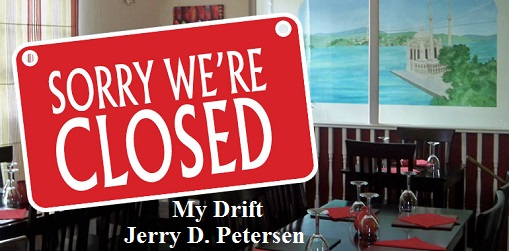 SORRY WE'RE
CLOSED
My Drift
Jerry D. Petersen